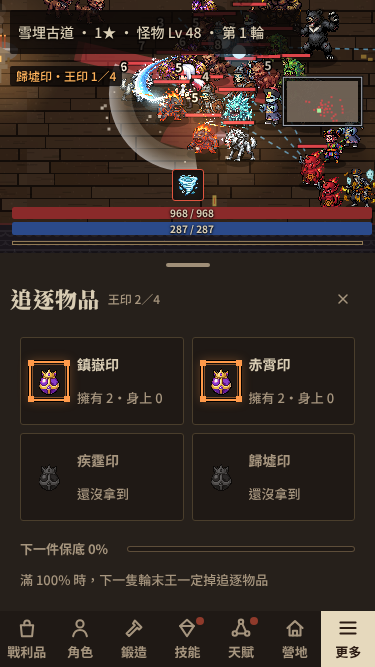 雪埋古道 · 1★ · 怪物 Lv 48 · 第 1 輪
歸墟印 · 王印 1／4
6
5
4
5
5
968 / 968
287 / 287
追逐物品 王印 2／4
×
鎮嶽印
擁有 2 · 身上 0
赤霄印
擁有 2 · 身上 0
疾霆印
還沒拿到
歸墟印
還沒拿到
下一件保底 0%
滿 100% 時，下一隻輪末王一定掉追逐物品
戰利品 角色 鍛造 技能 天賦 營地 更多